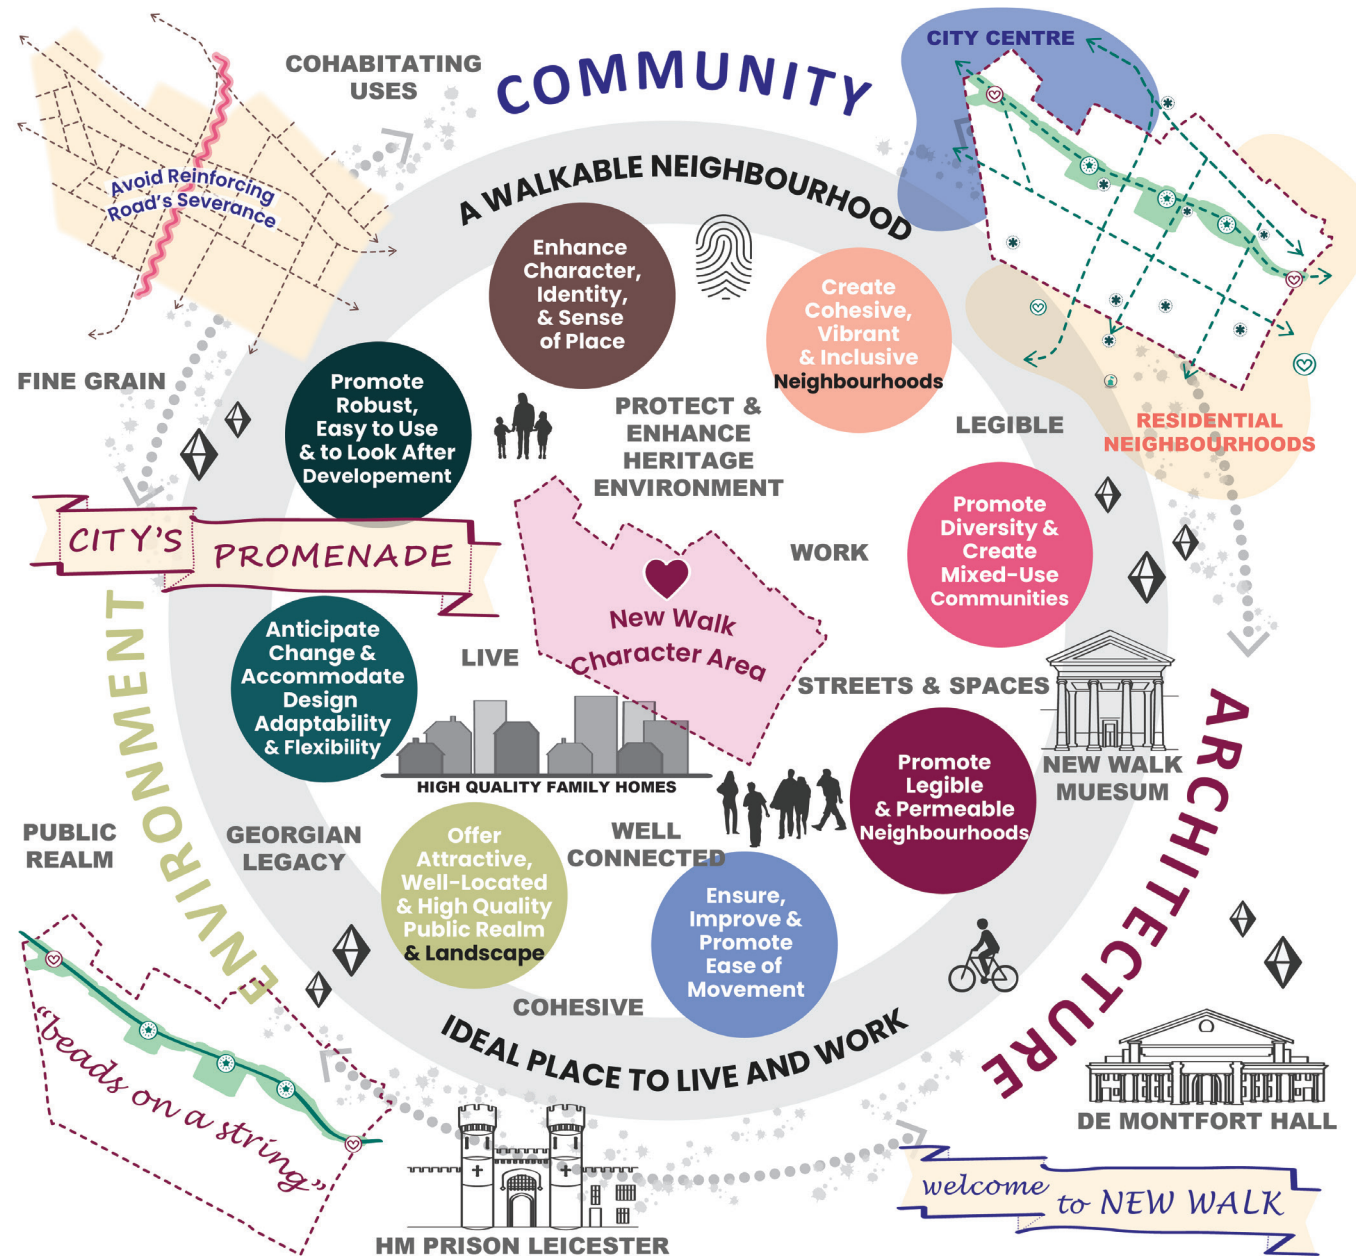 COHABITATING
USES
COMMUNITY
CITY CENTRE
Avoid Reinforcing
Road's Severance
A WALKABLE NEIGHBOURHOOD
Enhance
Character,
Identity,
& Sense
of Place
Create
Cohesive,
Vibrant
& Inclusive
Neighbourhoods
FINE GRAIN
Promote
Robust,
Easy to Use
& to Look After
Developement
PROTECT &
ENHANCE
HERITAGE
ENVIRONMENT
LEGIBLE
RESIDENTIAL
NEIGHBOURHOODS
CITY'S
PROMENADE
WORK
Promote
Diversity &
Create
Mixed-Use
Communities
New Walk
Character Area
Anticipate
Change &
Accommodate
Design
Adaptability
& Flexibility
LIVE
STREETS & SPACES
NEW WALK
MUESUM
ENVIRONMENT
ARCHITECTURE
HIGH QUALITY FAMILY HOMES
Promote
Legible
& Permeable
Neighbourhoods
PUBLIC
REALM
GEORGIAN
LEGACY
Offer
Attractive,
Well-Located
& High Quality
Public Realm
& Landscape
WELL
CONNECTED
Ensure,
Improve &
Promote
Ease of
Movement
COHESIVE
IDEAL PLACE TO LIVE AND WORK
"beads on a string"
DE MONTFORT HALL
HM PRISON LEICESTER
welcome to NEW WALK